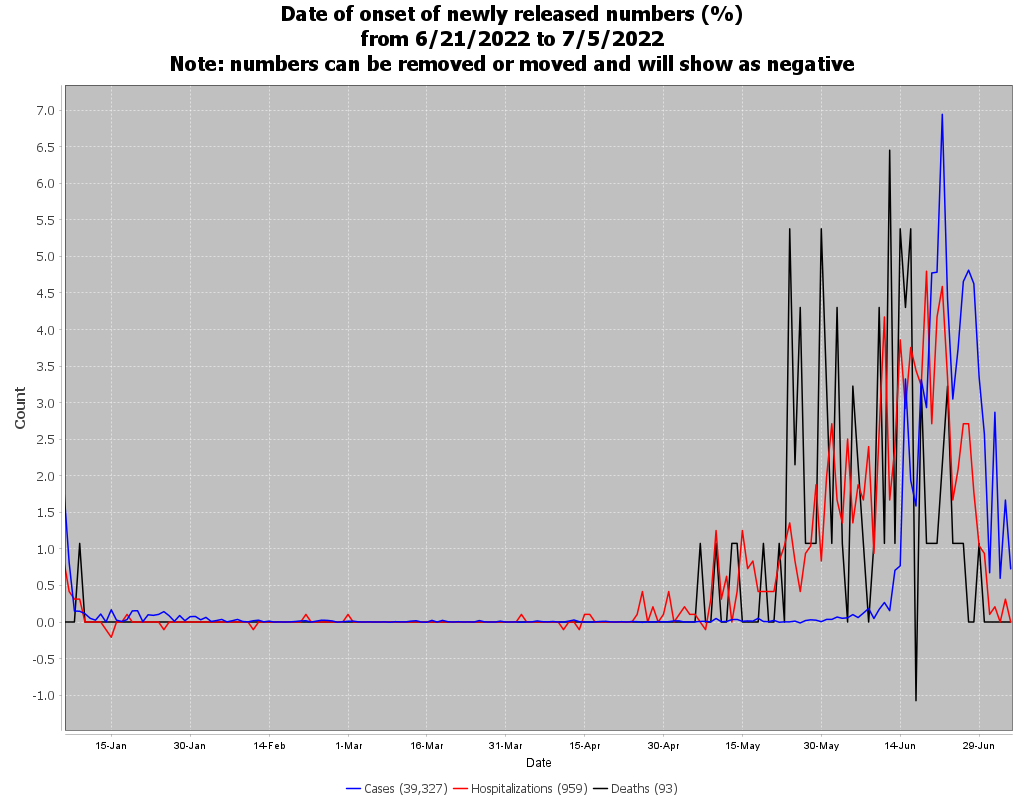 Date of onset of newly released numbers (%)
from 6/21/2022 to 7/5/2022
Note: numbers can be removed or moved and will show as negative
7.0
6.5
6.0
5.5
5.0
4.5
4.0
3.5
3.0
2.5
2.0
1.5
1.0
0.5
0.0
-0.5
-1.0
Count
15-Jan 30-Jan 14-Feb 1-Mar 16-Mar 31-Mar 15-Apr 30-Apr 15-May 30-May 14-Jun 29-Jun
Date
Cases (39,327) Hospitalizations (959) Deaths (93)